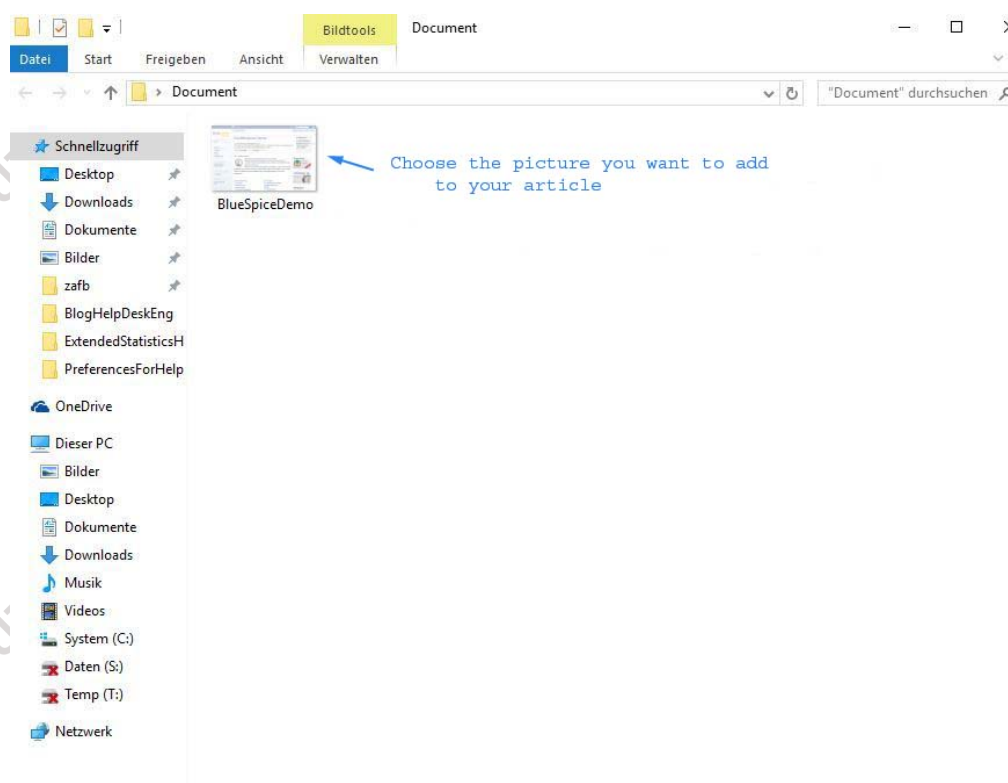 Bildtools
Document
Datei
Start
Freigeben
Ansicht
Verwalten
Document
"Document" durchsuchen
Schnellzugriff
Desktop
Downloads
Dokumente
Bilder
zafb
BlogHelpDeskEng
ExtendedStatisticsH
PreferencesForHelp
OneDrive
Dieser PC
Bilder
Desktop
Dokumente
Downloads
Musik
Videos
System (C:)
Daten (S:)
Temp (T:)
Netzwerk
BlueSpiceDemo
Choose the picture you want to add
to your article